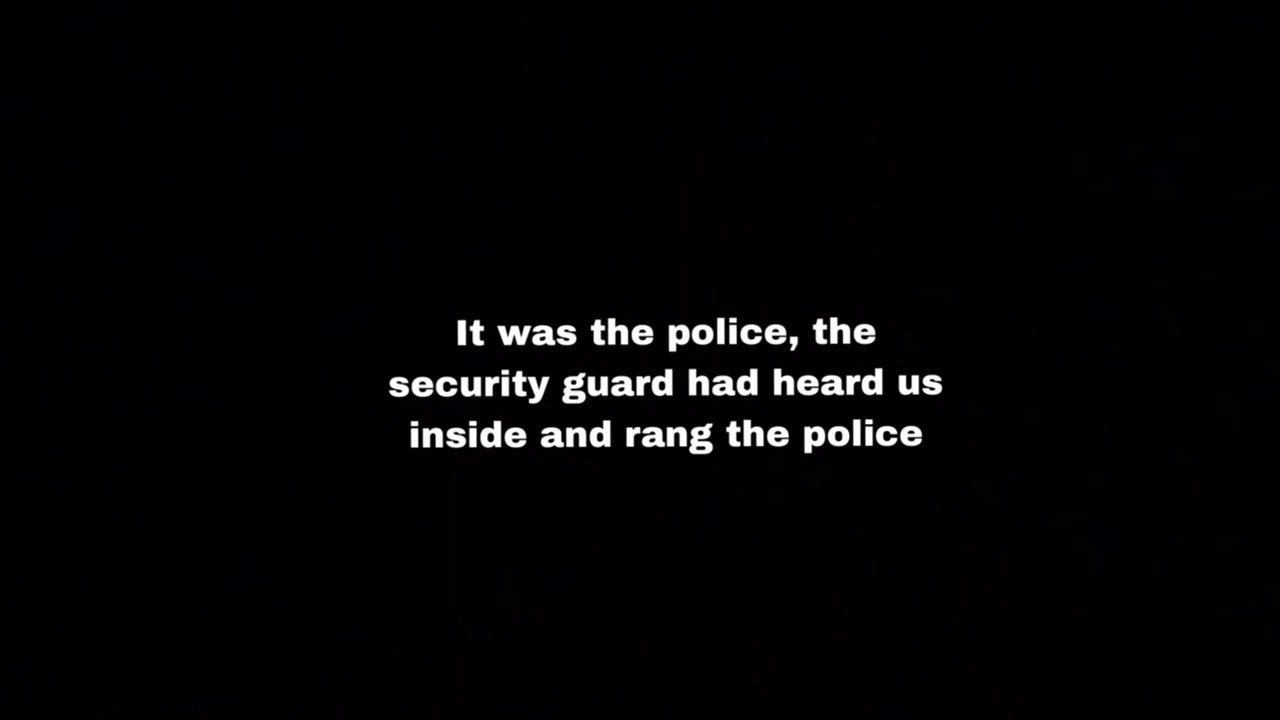 It was the police, the
security guard had heard us
inside and rang the police